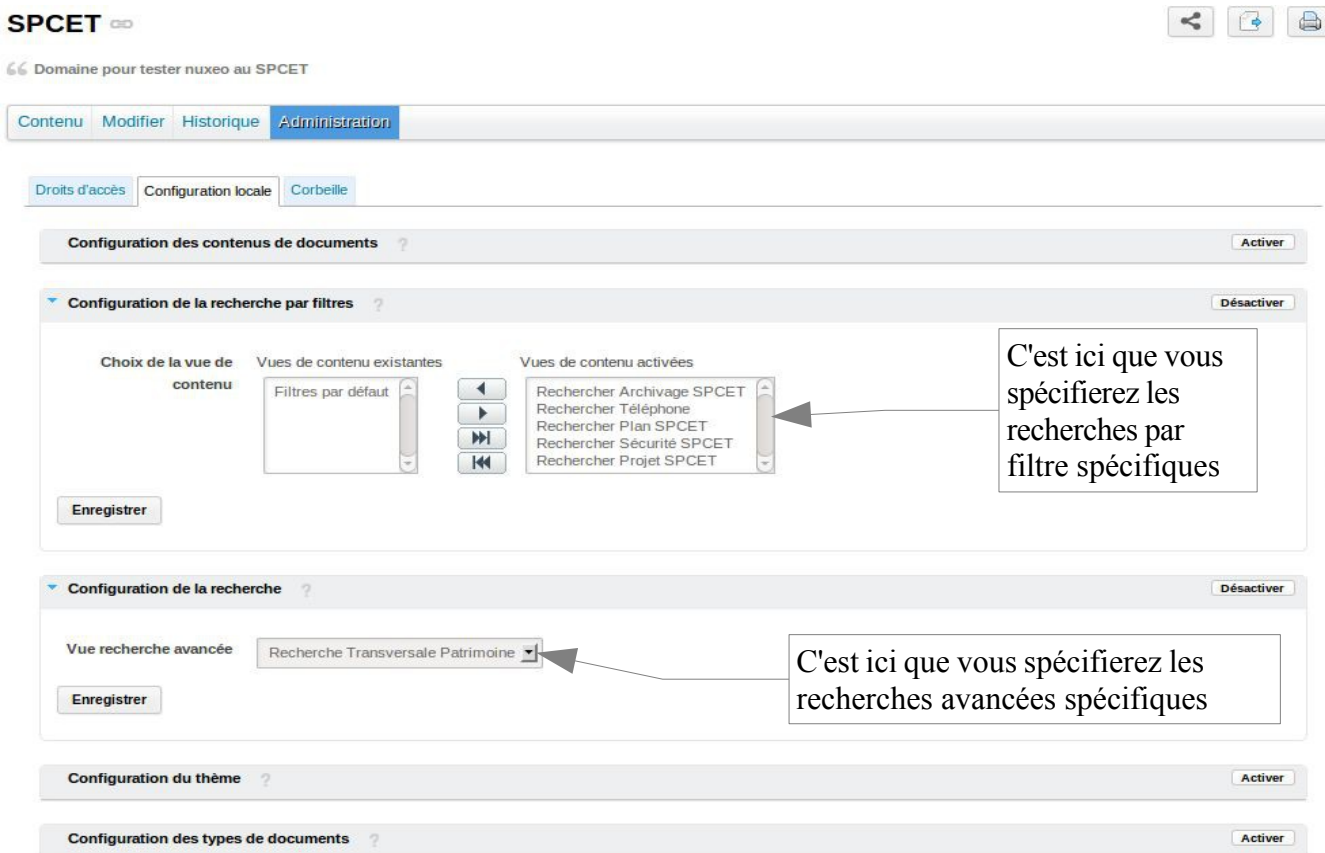 SPCET
Domaine pour tester nuxeo au SPCET
Contenu Modifier Historique Administration
Droits d'accès Configuration locale Corbeille
Configuration des contenus de documents ? Activer
Configuration de la recherche par filtres ? Désactiver
Choix de la vue de contenu
Vues de contenu existantes
Filtres par défaut
Vues de contenu activées
Rechercher Archivage SPCET
Rechercher Téléphone
Rechercher Plan SPCET
Rechercher Sécurité SPCET
Rechercher Projet SPCET
C'est ici que vous
spécifierez les
recherches par
filtre spécifiques
Enregistrer
Configuration de la recherche ? Désactiver
Vue recherche avancée Recherche Transversale Patrimoine
C'est ici que vous spécifierez les
recherches avancées spécifiques
Enregistrer
Configuration du thème ? Activer
Configuration des types de documents ? Activer